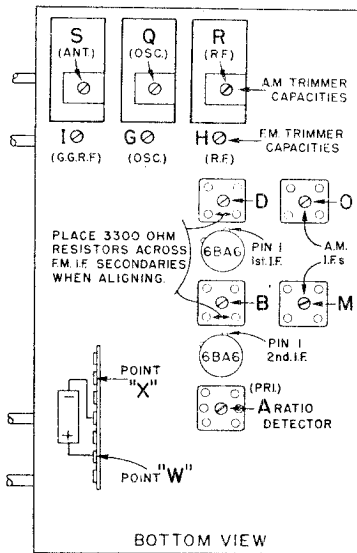 S Q R
(ANT.) (OSC.) (R.F.)
A.M. TRIMMER
CAPACITIES
I G H
(G.G.R.F) (OSC.) (R.F.)
F.M. TRIMMER
CAPACITIES
D O
PLACE 3300 OHM
RESISTORS ACROSS
F.M. I.F. SECONDARIES
WHEN ALIGNING.
6BA6
PIN 1
1st. I.F.
A.M.
I.F.s
B M
6BA6
PIN 1
2nd. I.F.
(PRI.)
A RATIO
DETECTOR
POINT
"X"
-
+
POINT "W"
BOTTOM VIEW